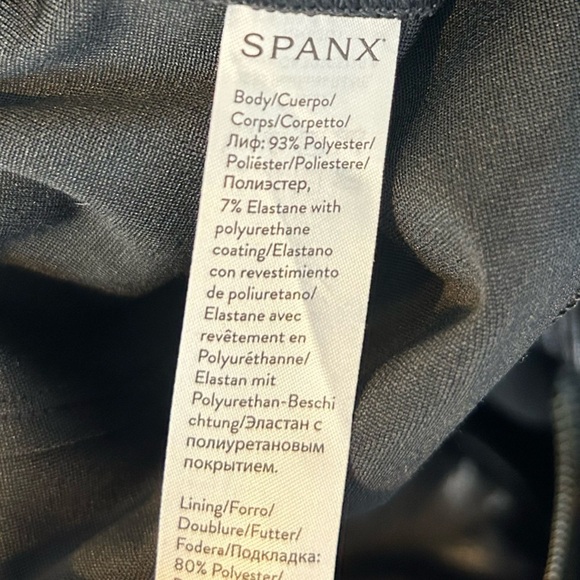 SPANX
Body/Cuerpo/
Corps/Corpetto/
Лиф: 93% Polyester/
Poliéster/Poliestere/
Полиэстер,
7% Elastane with
polyurethane
coating/Elastano
con revestimiento
de poliuretano/
Elastane avec
revêtement en
Polyuréthanne/
Elastan mit
Polyurethan-Beschi
chtung/Эластан с
полиуретановым
покрытием.
Lining/Forro/
Doublure/Futter/
Fodera/Подкладка:
80% Polyester/